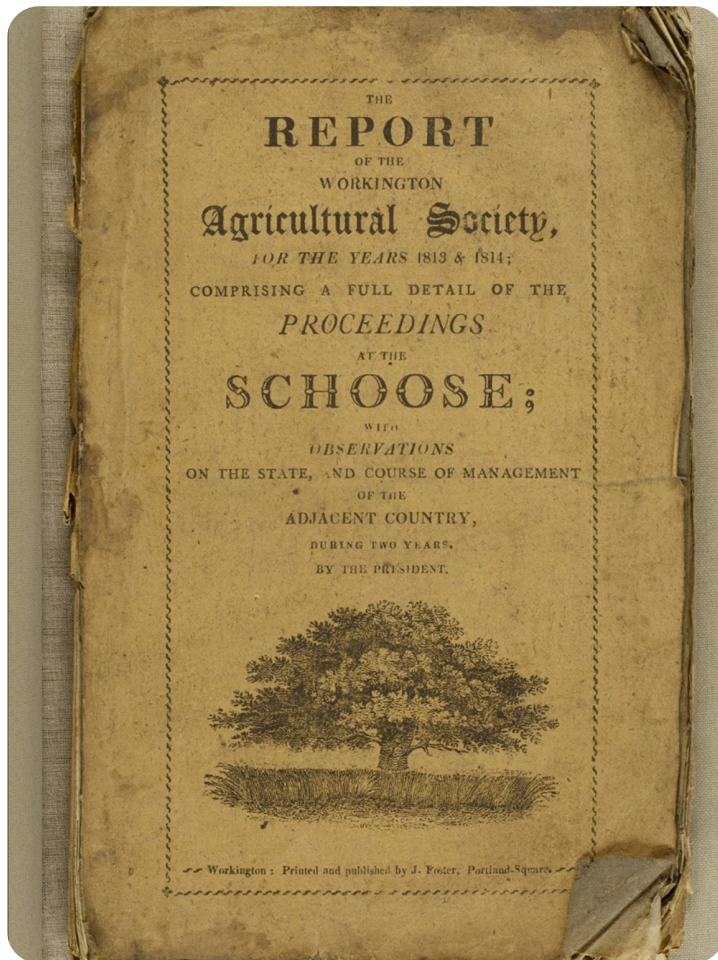 THE
REPORT
OF THE
WORKINGTON
Agricultural Society,
FOR THE YEARS 1813 & 1814;
COMPRISING A FULL DETAIL OF THE
PROCEEDINGS
AT THE
SCHOOSE;
WITH
OBSERVATIONS
ON THE STATE, AND COURSE OF MANAGEMENT
OF THE
ADJACENT COUNTRY,
DURING TWO YEARS.
BY THE PRESIDENT.
Workington: Printed and published by J. Foster, Portland-Square.